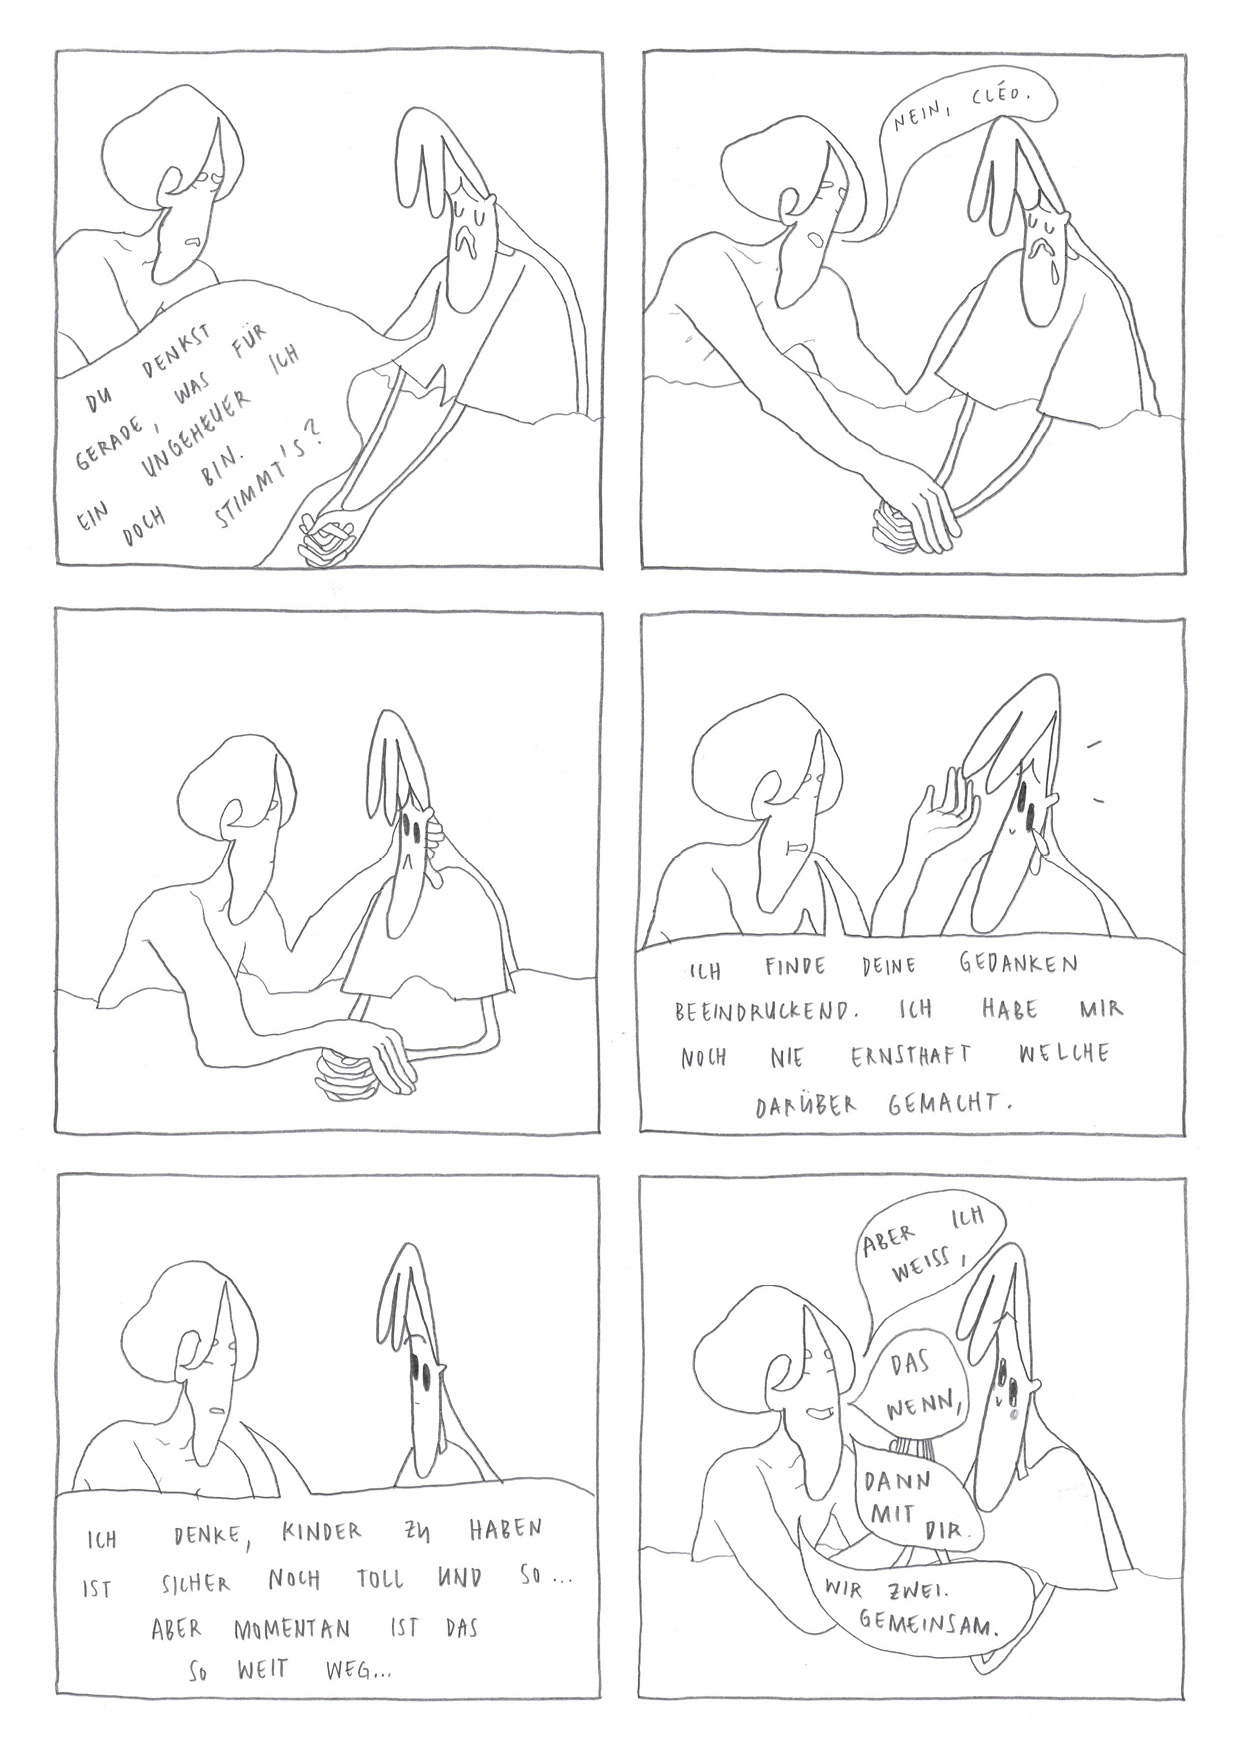 DU DENKST
GERADE, WAS FÜR
EIN UNGEHEUER ICH
DOCH BIN.
STIMMT'S?
NEIN, CLÉO.
ICH FINDE DEINE GEDANKEN
BEEINDRUCKEND. ICH HABE MIR
NOCH NIE ERNSTHAFT WELCHE
DARÜBER GEMACHT.
ICH DENKE, KINDER ZU HABEN
IST SICHER NOCH TOLL UND SO...
ABER MOMENTAN IST DAS
SO WEIT WEG...
ABER ICH
WEISS,
DAS
WENN,
DANN
MIT
DIR.
WIR ZWEI.
GEMEINSAM.